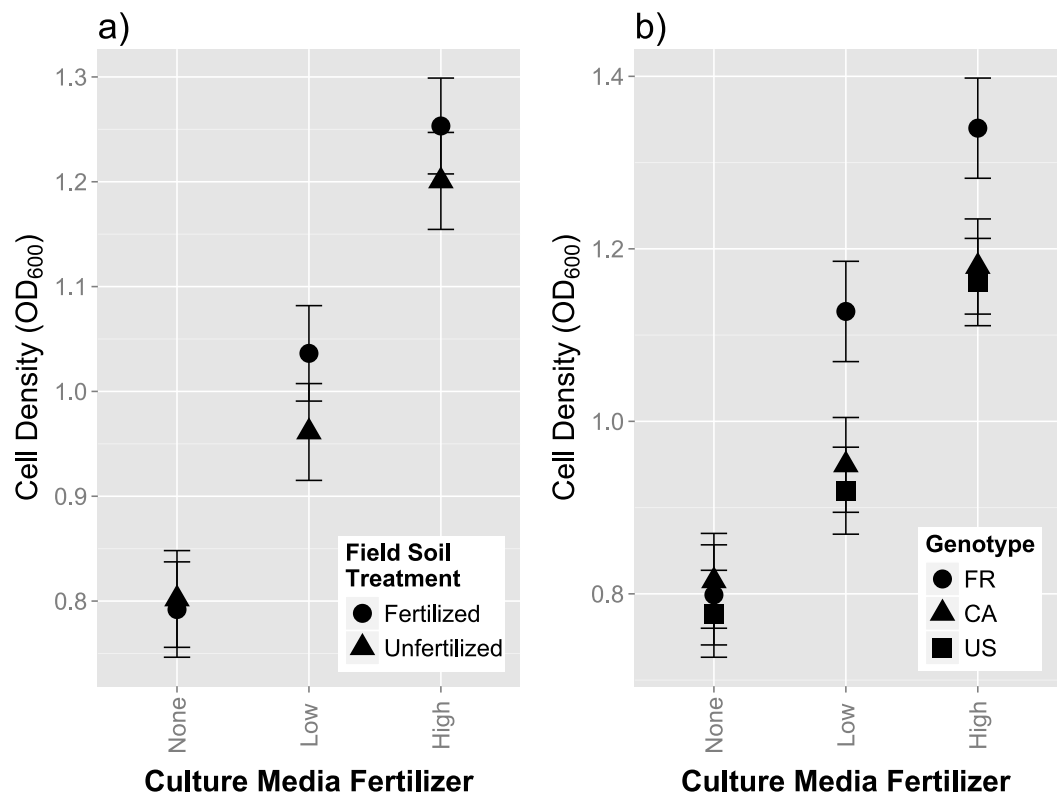 a)
Cell Density (OD600)
1.3
1.2
1.1
1.0
0.9
0.8
None
Low
High
Culture Media Fertilizer
Field Soil
Treatment
Fertilized
Unfertilized
b)
Cell Density (OD600)
1.4
1.2
1.0
0.8
None
Low
High
Culture Media Fertilizer
Genotype
FR
CA
US